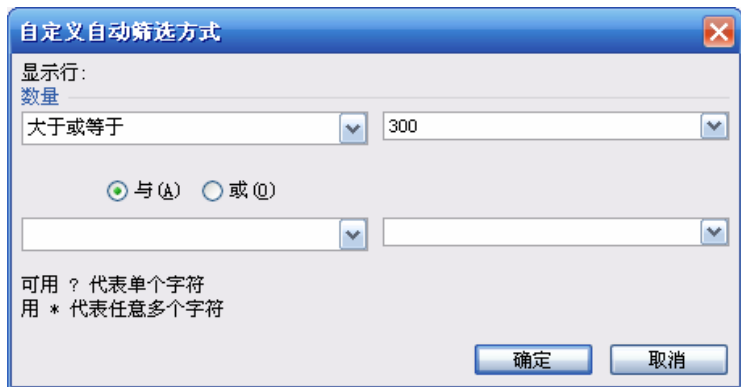 自定义自动筛选方式
显示行:
数量
大于或等于 300
与(A) 或(O)
可用 ? 代表单个字符
用 * 代表任意多个字符
确定 取消